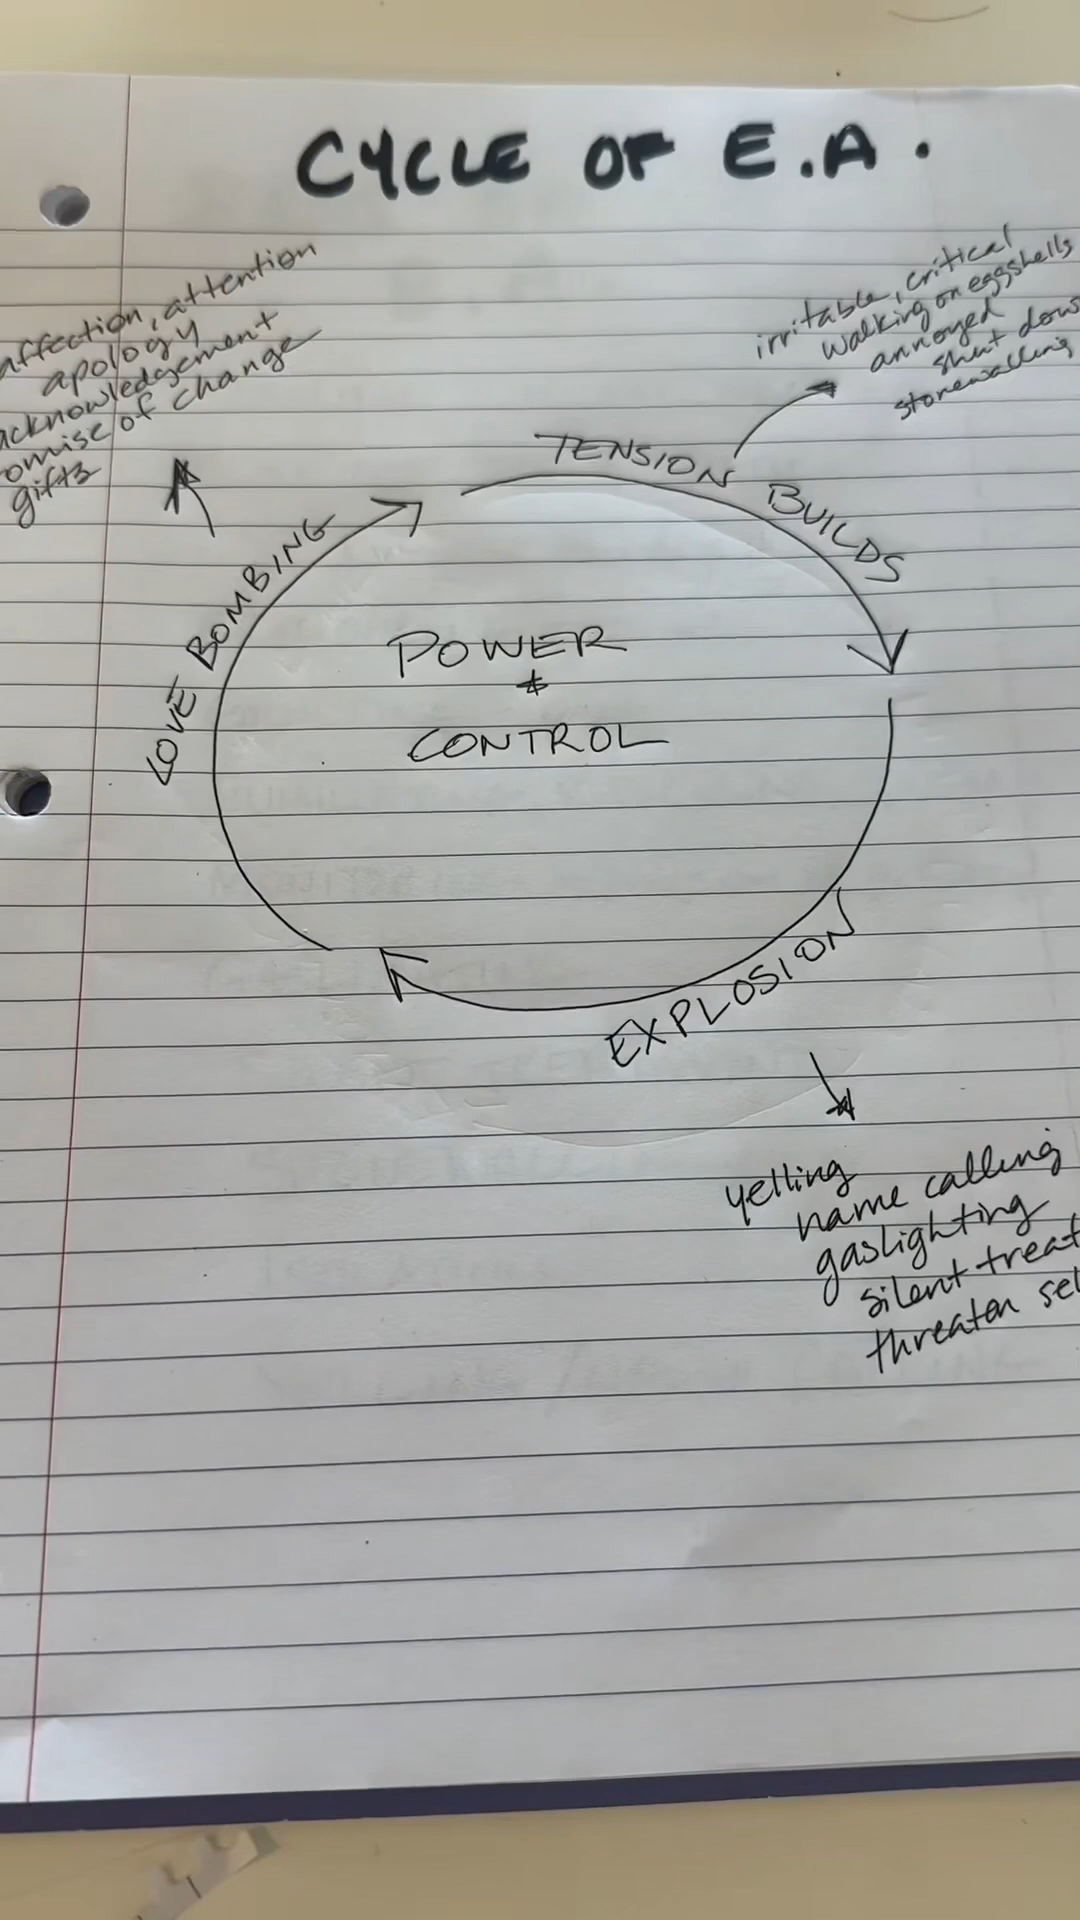 CYCLE OF E.A.
affection, attention
apology
acknowledgement
omise of change
gifts
irritable, critical
walking on eggshells
annoyed
shut dow
stonewalling
TENSION BUILDS
LOVE BOMBING
POWER
+
CONTROL
EXPLOSION
yelling
name calling
gaslighting
silent treat
threaten sel